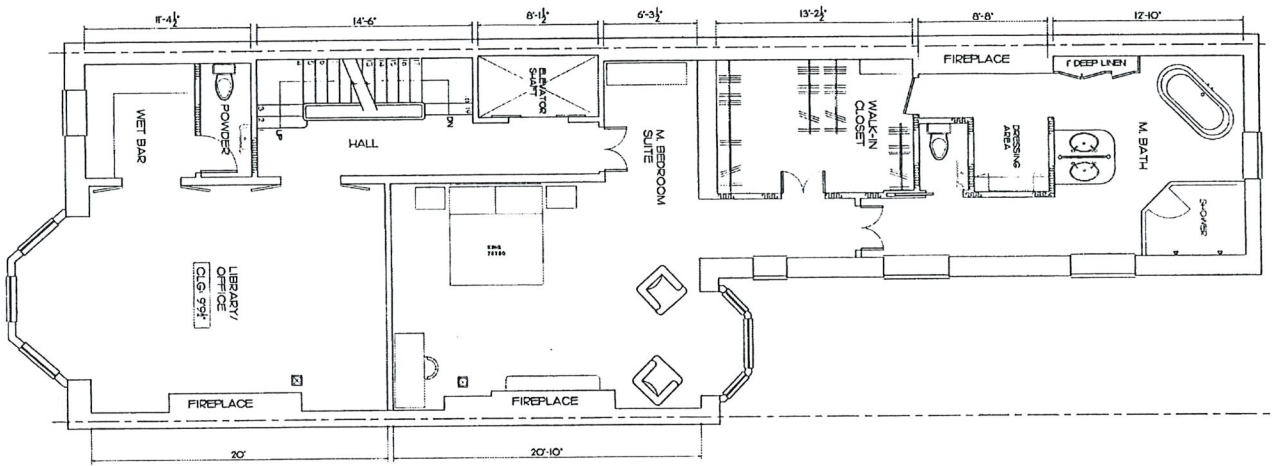 11'-4½"
14'-6"
8'-1½"
6'-3½"
13'-2½"
8'-8"
12'-10"
FIREPLACE
1' DEEP LINEN
ELEVATOR
SHAFT
WET BAR
POWDER
UP
DN
HALL
M. BEDROOM
SUITE
WALK-IN
CLOSET
DRESSING
AREA
M. BATH
SHOWER
KING
LIBRARY/
OFFICE
CLG: 9'9½"
FIREPLACE
FIREPLACE
20'
20'-10"